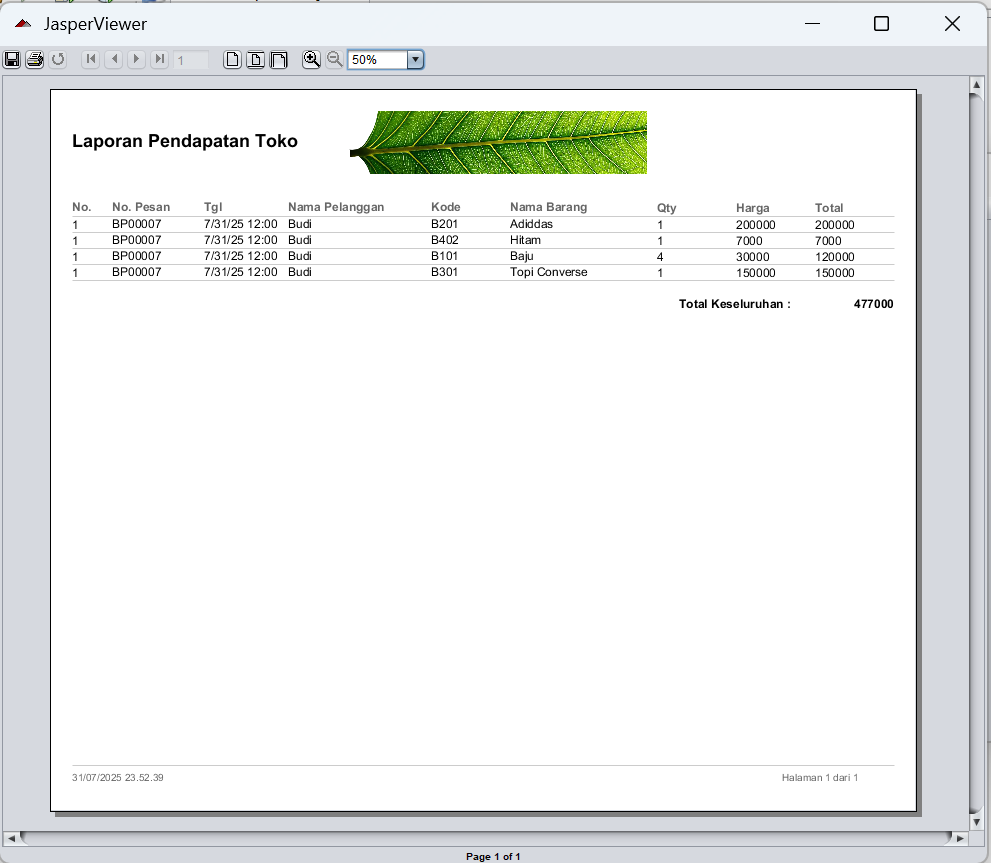 JasperViewer
1
50%
Laporan Pendapatan Toko
No. No. Pesan Tgl Nama Pelanggan Kode Nama Barang Qty Harga Total
1 BP00007 7/31/25 12:00 Budi B201 Adiddas 1 200000 200000
1 BP00007 7/31/25 12:00 Budi B402 Hitam 1 7000 7000
1 BP00007 7/31/25 12:00 Budi B101 Baju 4 30000 120000
1 BP00007 7/31/25 12:00 Budi B301 Topi Converse 1 150000 150000
Total Keseluruhan : 477000
31/07/2025 23.52.39 Halaman 1 dari 1
Page 1 of 1